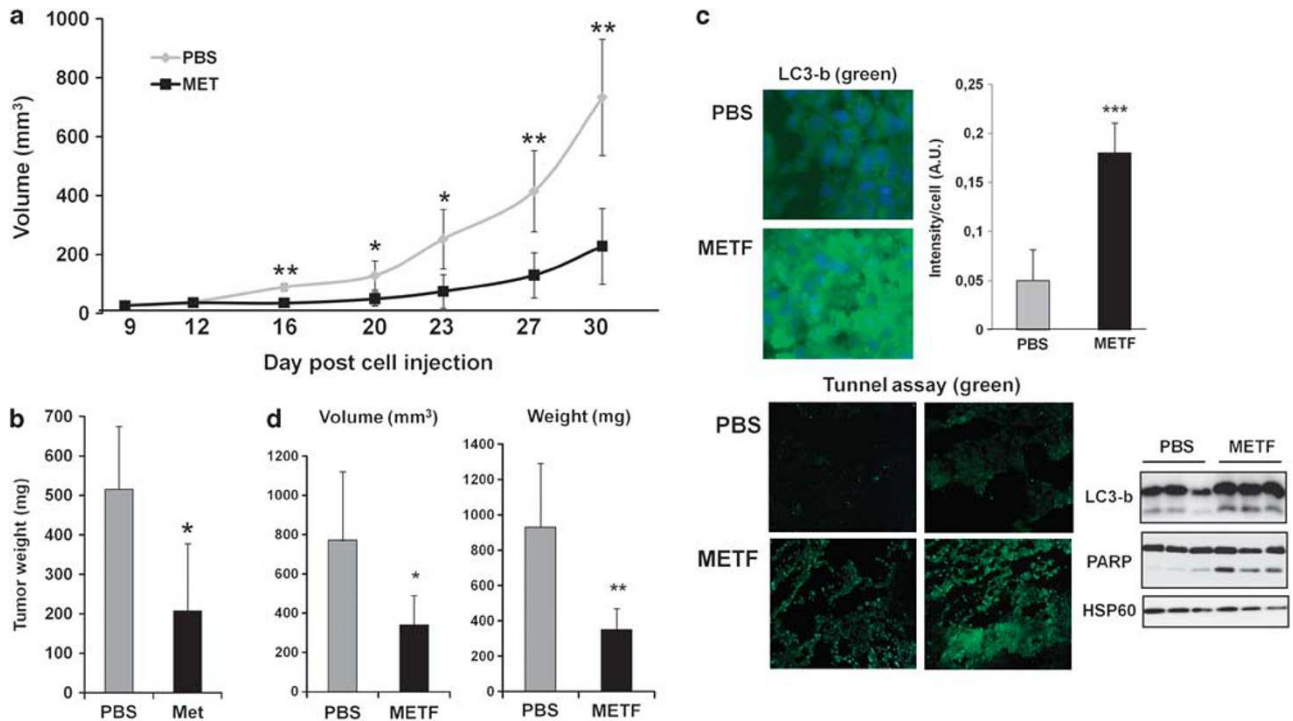 a
1000
800
600
400
200
0
Volume (mm³)
PBS
MET
**
*
*
**
**
9 12 16 20 23 27 30
Day post cell injection
b
700
600
500
400
300
200
100
00
Tumor weight (mg)
*
PBS Met
d
Volume (mm³)
1200
1000
800
600
400
200
0
*
PBS METF
Weight (mg)
1400
1200
1000
800
600
400
200
0
**
PBS METF
c
LC3-b (green)
PBS
METF
0,25
0,2
0,15
0,1
0,05
0
Intensity/cell (A.U.)
***
PBS METF
Tunnel assay (green)
PBS
METF
PBS METF
LC3-b
PARP
HSP60